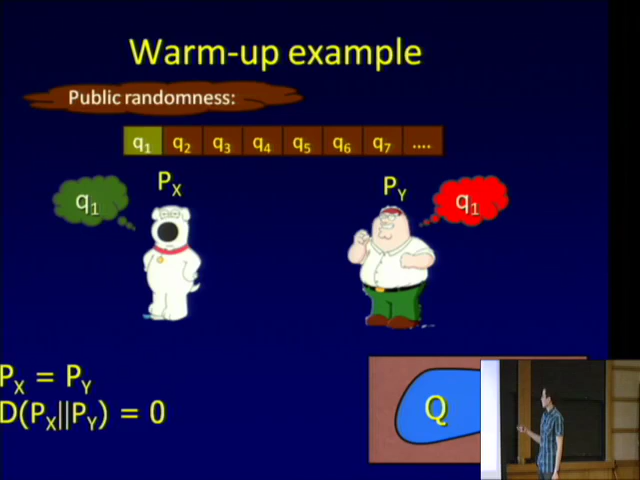 Warm-up example
Public randomness:
q1 q2 q3 q4 q5 q6 q7 ....
PX PY
q1 q1
PX = PY
D(PX||PY) = 0
Q